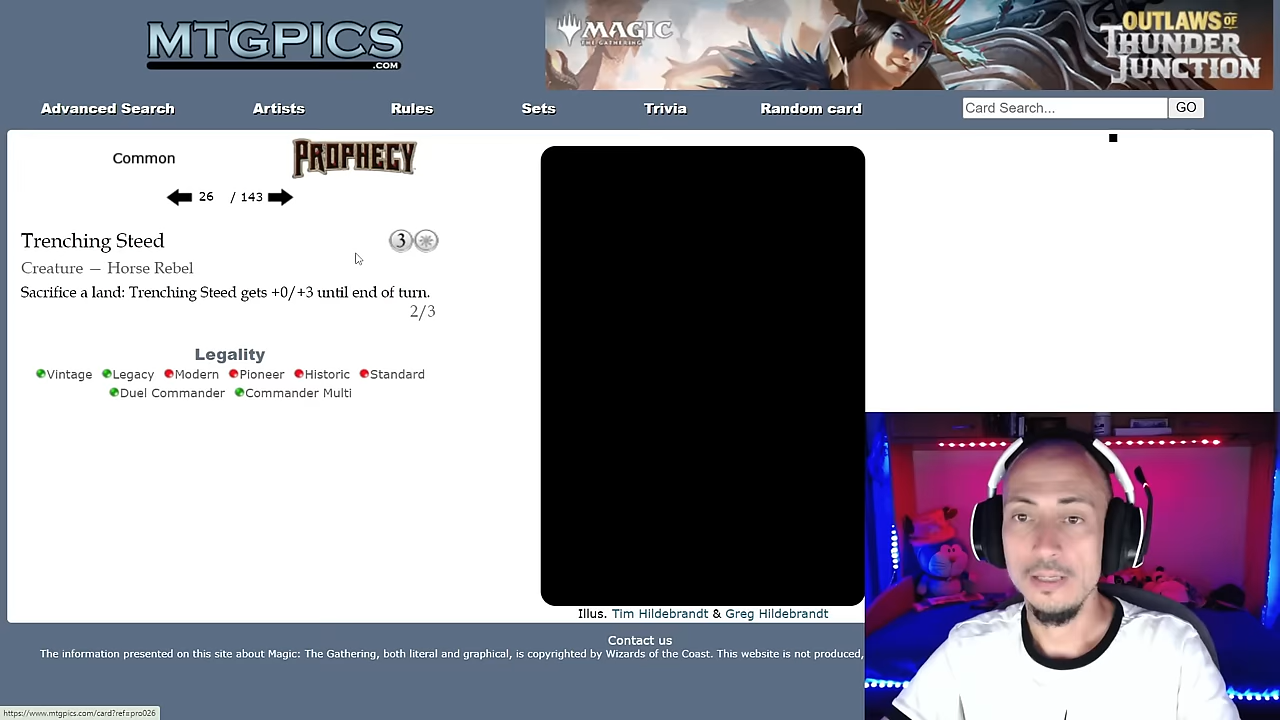 MTGPICS
.COM
MAGIC
THE GATHERING
OUTLAWS OF
THUNDER
JUNCTION
Advanced Search
Artists
Rules
Sets
Trivia
Random card
Card Search...
GO
Common
PROPHECY
26 / 143
Trenching Steed
3
Creature — Horse Rebel
Sacrifice a land: Trenching Steed gets +0/+3 until end of turn.
2/3
Legality
Vintage Legacy Modern Pioneer Historic Standard
Duel Commander Commander Multi
Illus. Tim Hildebrandt & Greg Hildebrandt
Contact us
The information presented on this site about Magic: The Gathering, both literal and graphical, is copyrighted by Wizards of the Coast. This website is not produced,
https://www.mtgpics.com/card?ref=pro026